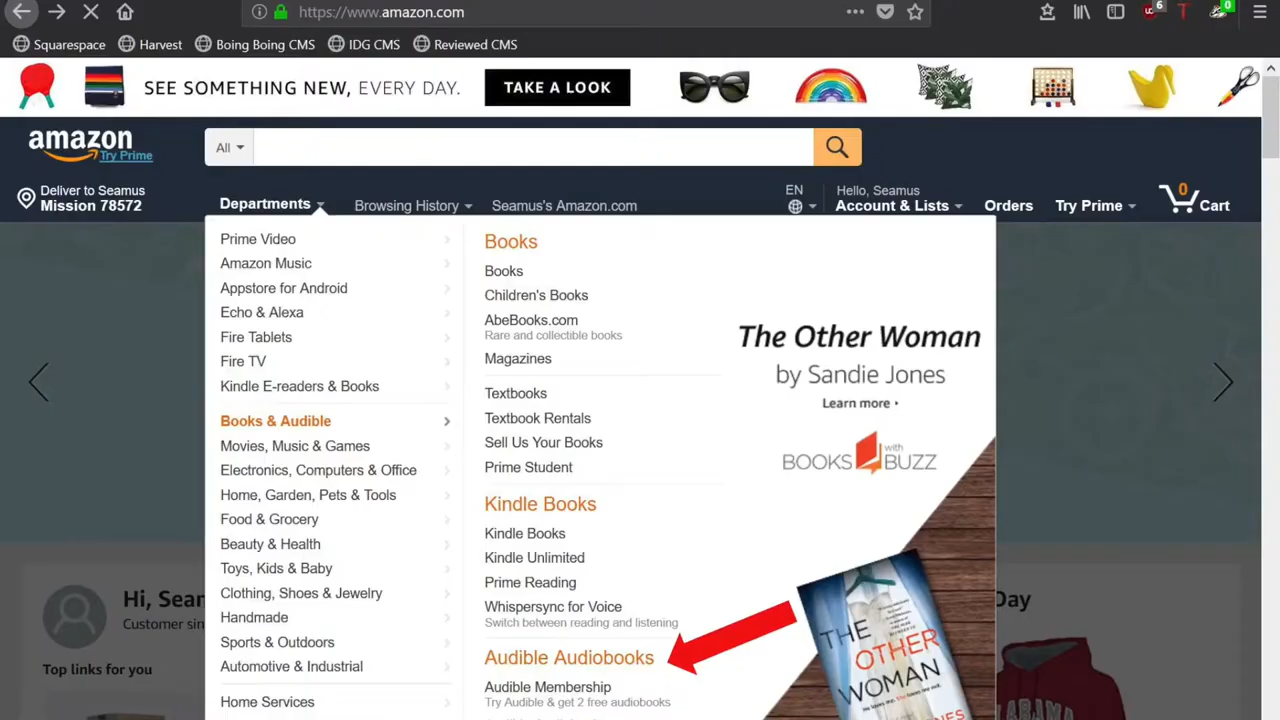 https://www.amazon.com
6
0
Squarespace
Harvest
Boing Boing CMS
IDG CMS
Reviewed CMS
SEE SOMETHING NEW, EVERY DAY.
TAKE A LOOK
amazon
Try Prime
All
Deliver to Seamus
Mission 78572
Departments
Browsing History
Seamus's Amazon.com
EN
Hello, Seamus
Account & Lists
Orders
Try Prime
0
Cart
Prime Video
Amazon Music
Appstore for Android
Echo & Alexa
Fire Tablets
Fire TV
Kindle E-readers & Books
Books & Audible
Movies, Music & Games
Electronics, Computers & Office
Home, Garden, Pets & Tools
Food & Grocery
Beauty & Health
Toys, Kids & Baby
Clothing, Shoes & Jewelry
Handmade
Sports & Outdoors
Automotive & Industrial
Home Services
Books
Books
Children's Books
AbeBooks.com
Rare and collectible books
Magazines
Textbooks
Textbook Rentals
Sell Us Your Books
Prime Student
Kindle Books
Kindle Books
Kindle Unlimited
Prime Reading
Whispersync for Voice
Switch between reading and listening
Audible Audiobooks
Audible Membership
Try Audible & get 2 free audiobooks
The Other Woman
by Sandie Jones
Learn more
BOOKS with BUZZ
THE
OTHER
WOMAN
Hi, Sea
Customer sin
Top links for you
Day